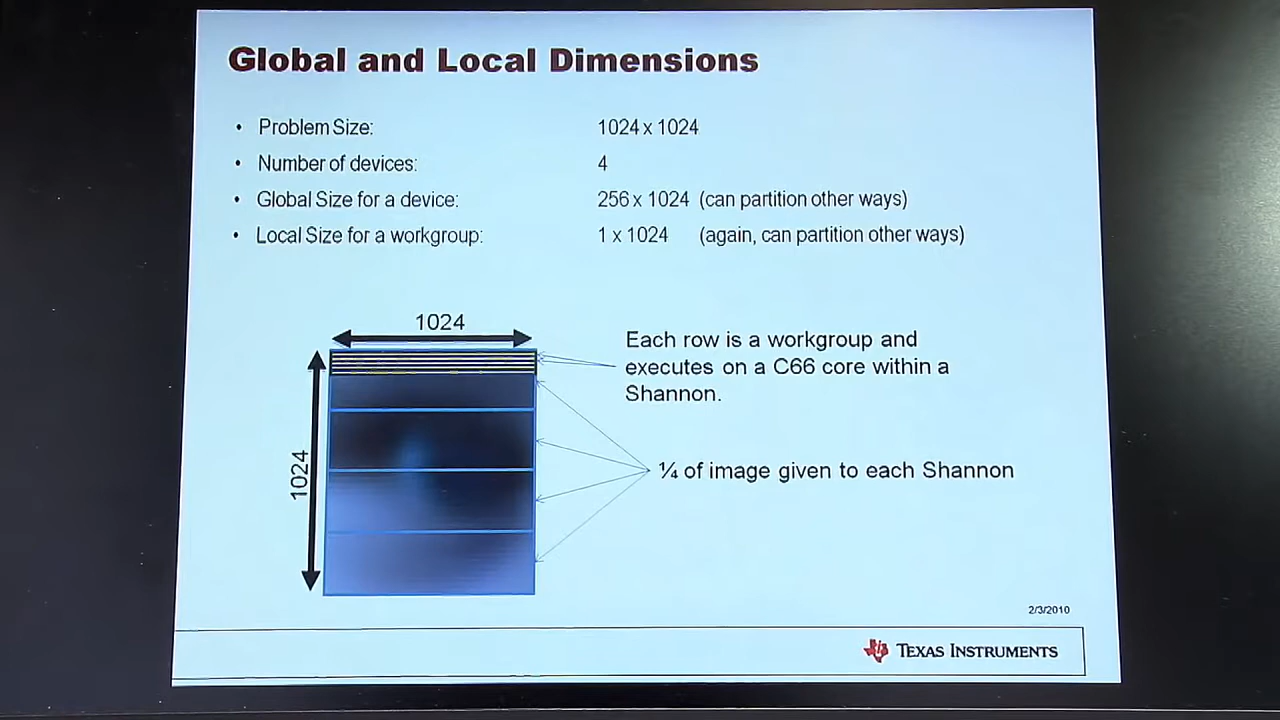 Global and Local Dimensions
• Problem Size: 1024 x 1024
• Number of devices: 4
• Global Size for a device: 256 x 1024 (can partition other ways)
• Local Size for a workgroup: 1 x 1024 (again, can partition other ways)
1024
1024
Each row is a workgroup and
executes on a C66 core within a
Shannon.
¼ of image given to each Shannon
2/3/2010
TEXAS INSTRUMENTS